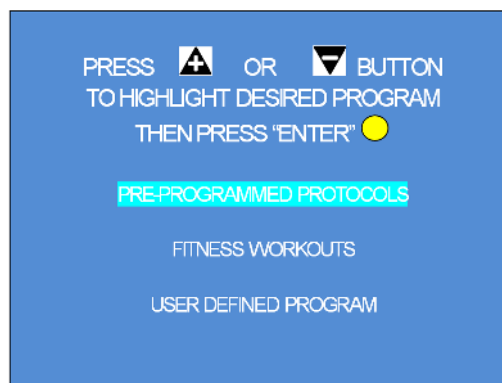 PRESS + OR − BUTTON
TO HIGHLIGHT DESIRED PROGRAM
THEN PRESS “ENTER”
PRE-PROGRAMMED PROTOCOLS
FITNESS WORKOUTS
USER DEFINED PROGRAM